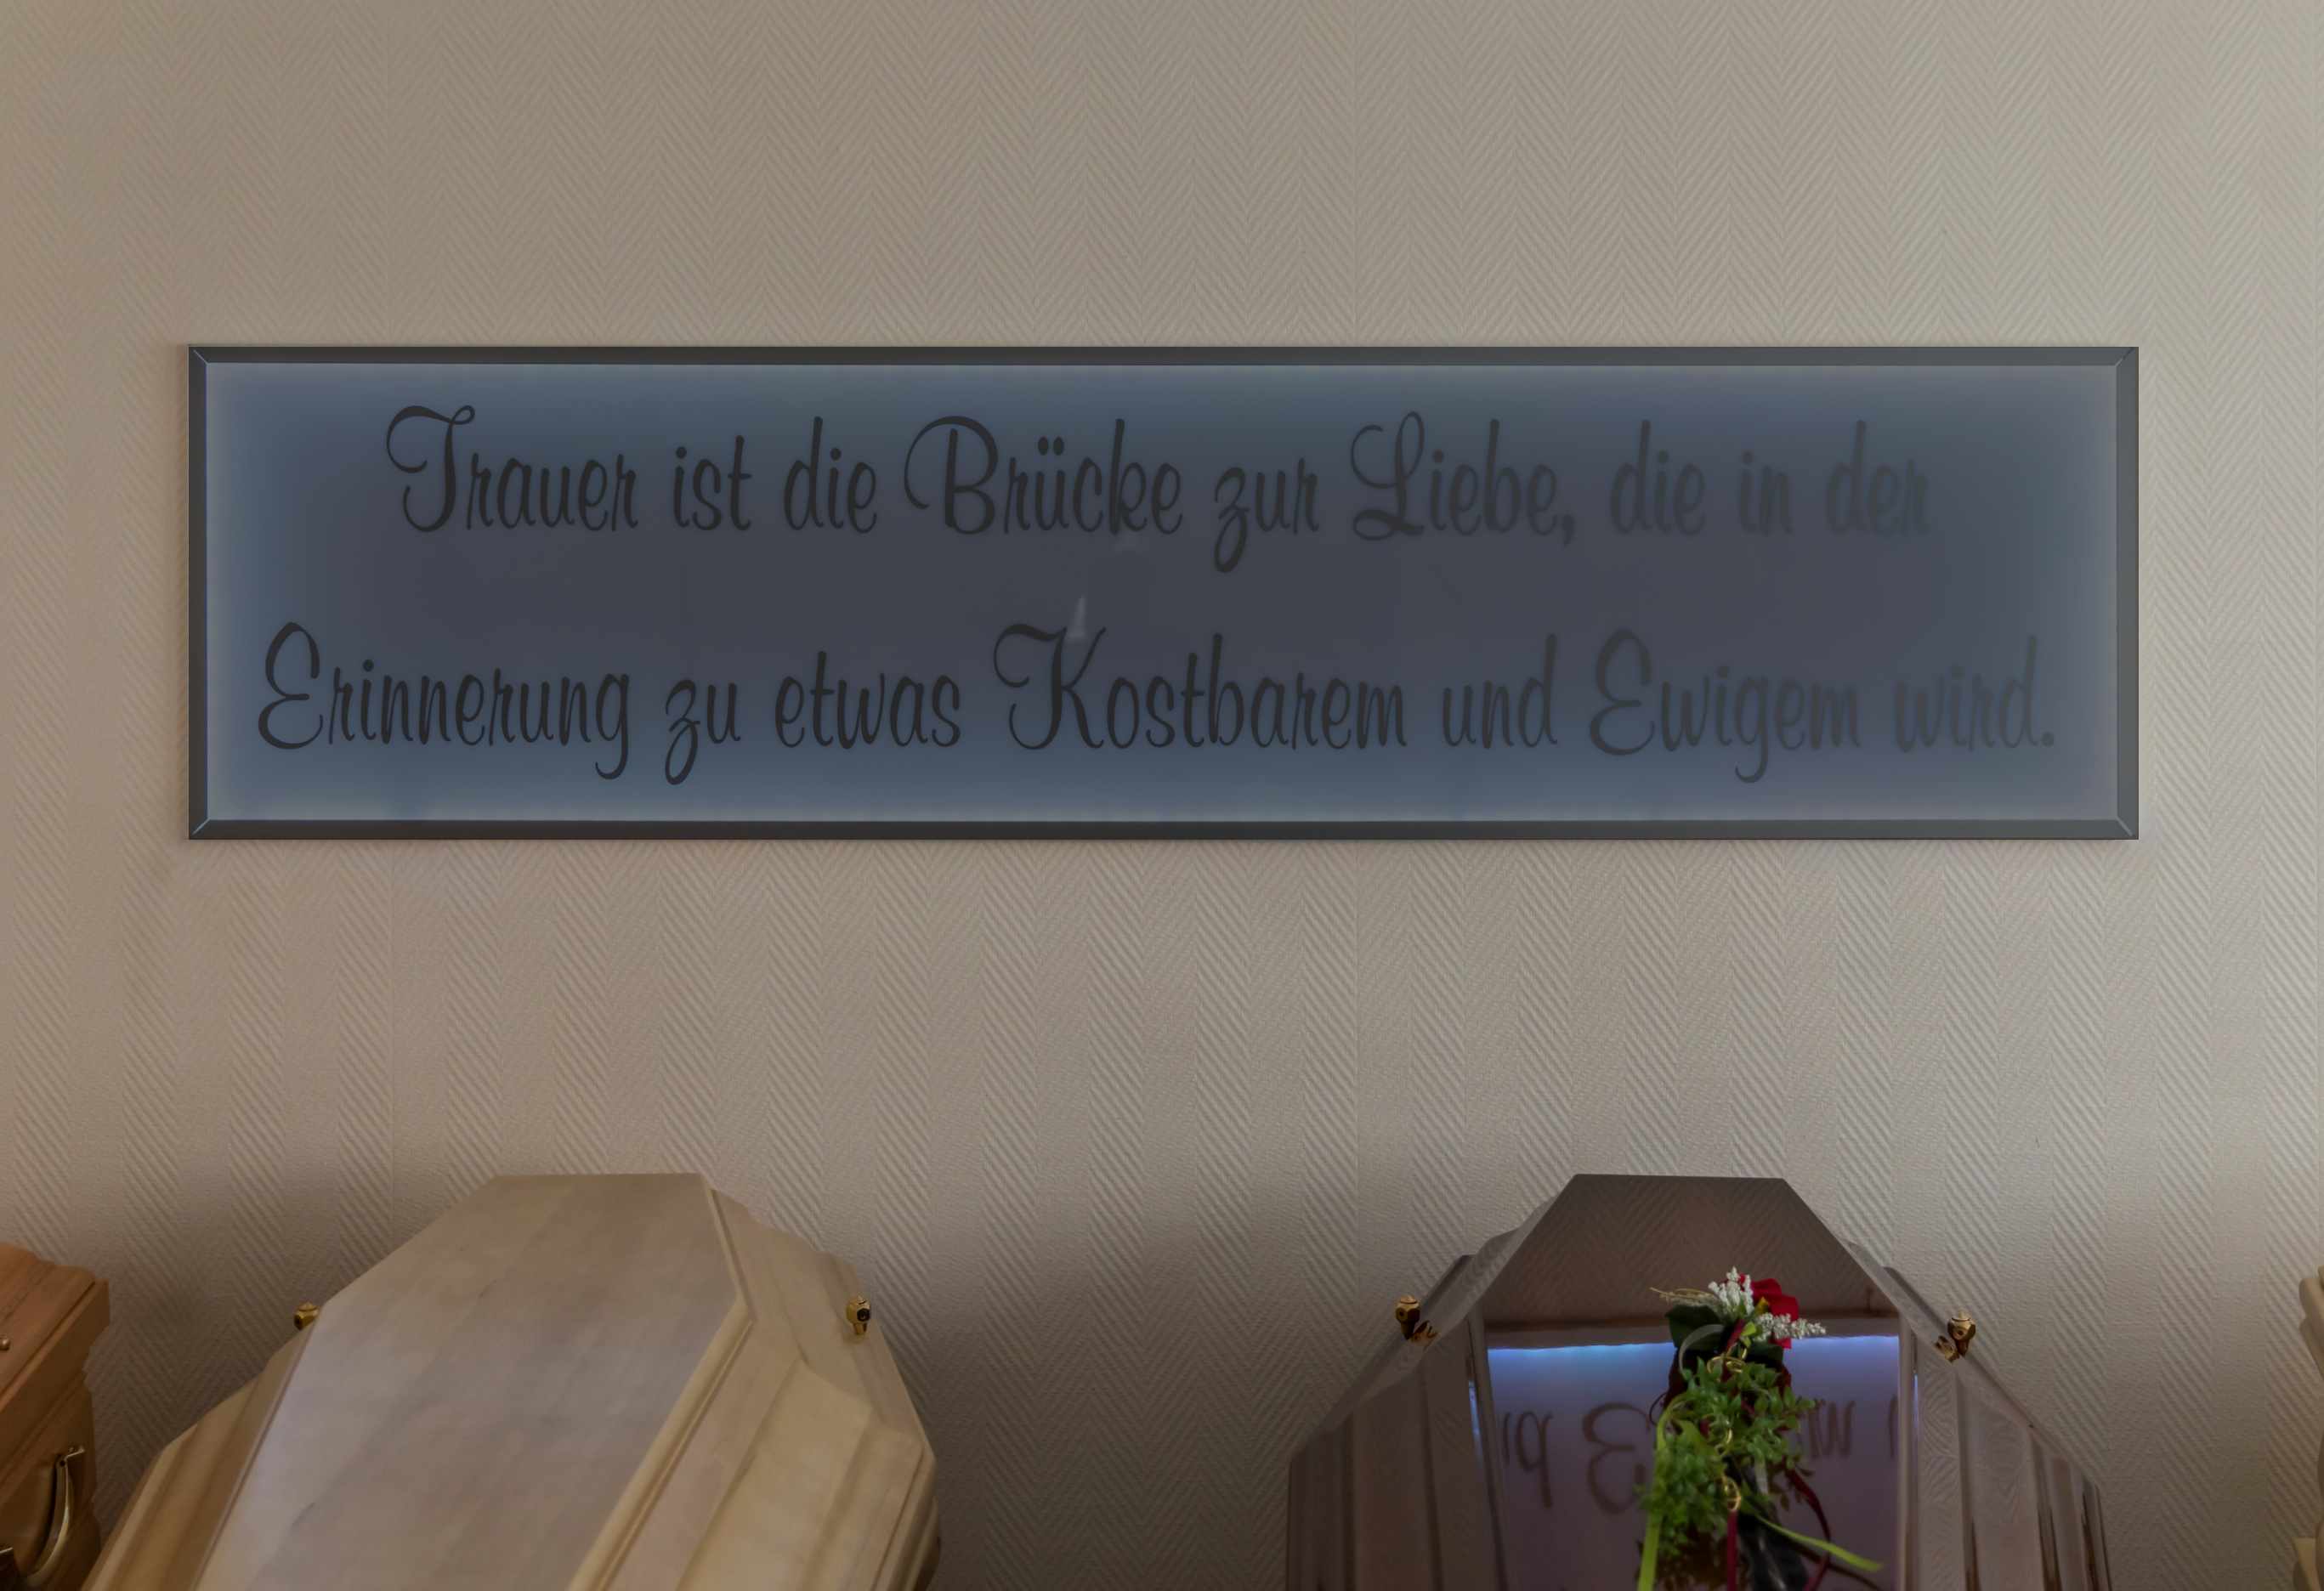 Trauer ist die Brücke zur Liebe, die in der
Erinnerung zu etwas Kostbarem und Ewigem wird.